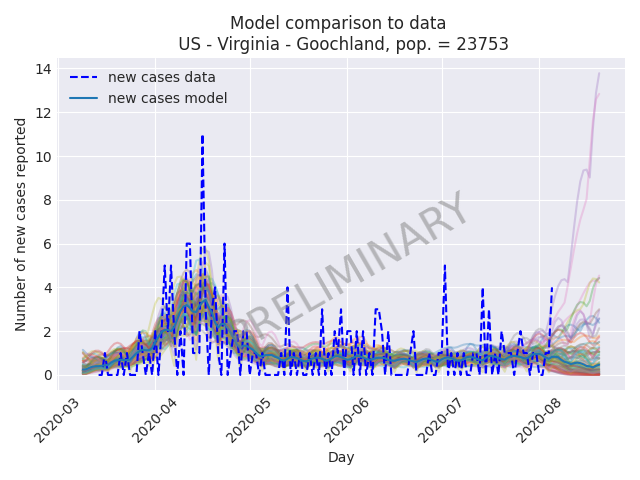 Model comparison to data
US - Virginia - Goochland, pop. = 23753
new cases data
new cases model
PRELIMINARY
Number of new cases reported
14
12
10
8
6
4
2
0
2020-03
2020-04
2020-05
2020-06
2020-07
2020-08
Day